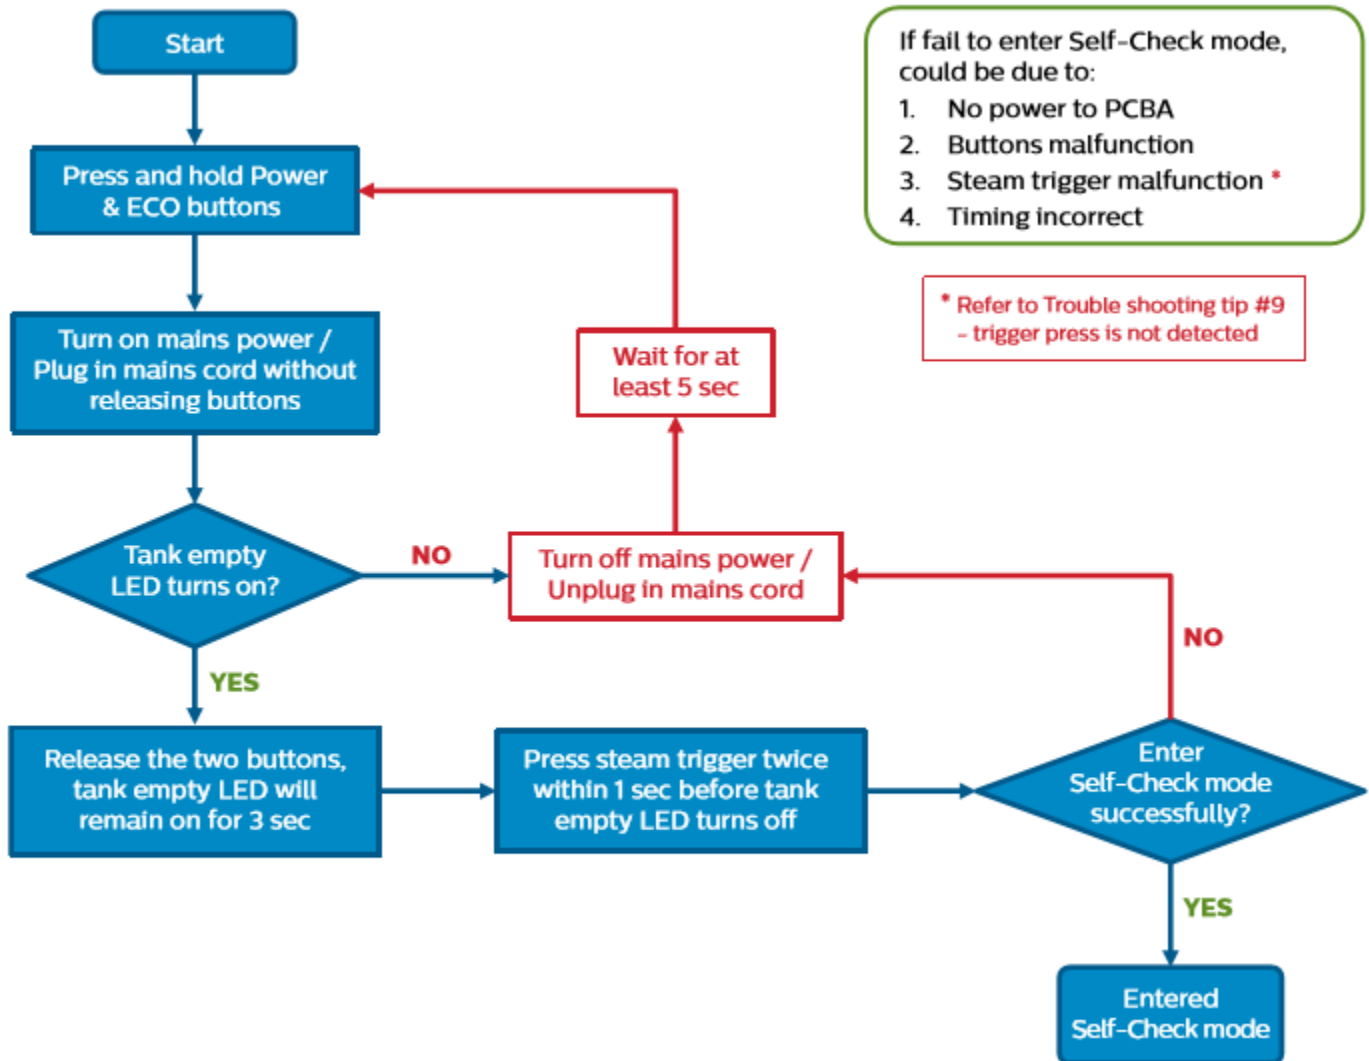 Start
Press and hold Power
& ECO buttons
Turn on mains power /
Plug in mains cord without
releasing buttons
Tank empty
LED turns on?
NO
Turn off mains power /
Unplug in mains cord
Wait for at
least 5 sec
YES
Release the two buttons,
tank empty LED will
remain on for 3 sec
Press steam trigger twice
within 1 sec before tank
empty LED turns off
Enter
Self-Check mode
successfully?
NO
YES
Entered
Self-Check mode
If fail to enter Self-Check mode,
could be due to:
1. No power to PCBA
2. Buttons malfunction
3. Steam trigger malfunction *
4. Timing incorrect
* Refer to Trouble shooting tip #9
- trigger press is not detected